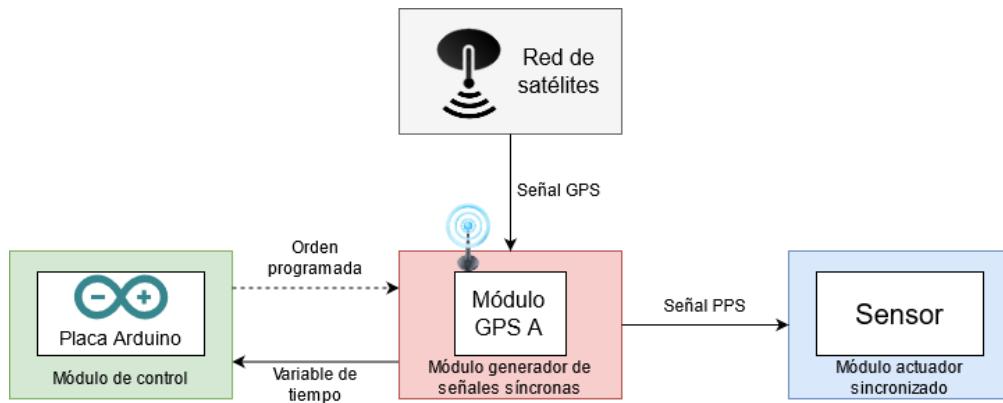 Red de
satélites
Señal GPS
Orden
programada
Placa Arduino
Módulo de control
Variable de
tiempo
Módulo
GPS A
Módulo generador de
señales síncronas
Señal PPS
Sensor
Módulo actuador
sincronizado